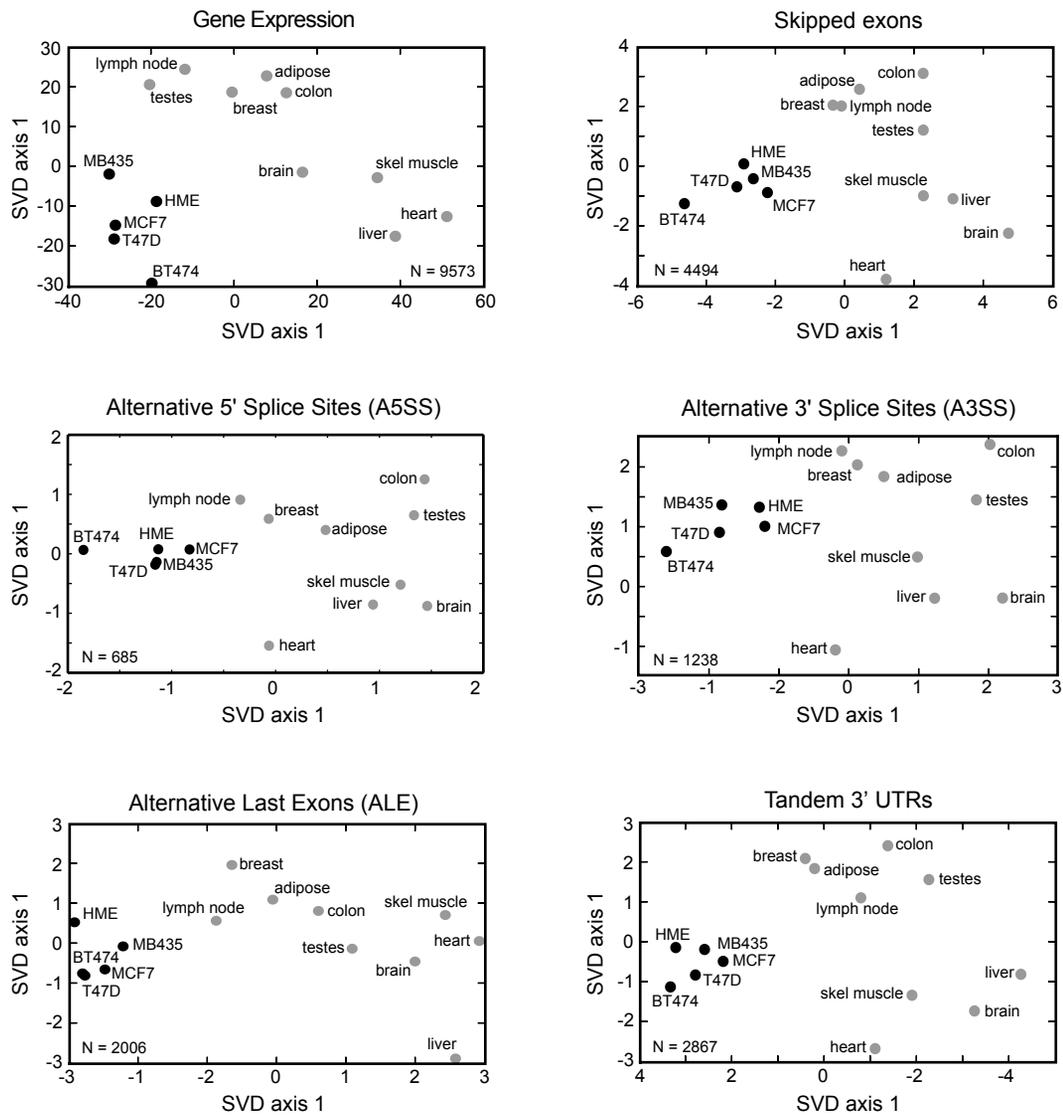 Gene Expression
30
20
10
0
-10
-20
-30
-40
-20
0
20
40
60
SVD axis 1
SVD axis 1
lymph node
testes
adipose
colon
breast
MB435
brain
skel muscle
HME
MCF7
T47D
heart
liver
BT474
N = 9573
Skipped exons
4
2
0
-2
-4
-6
-4
-2
0
2
4
6
SVD axis 1
SVD axis 1
colon
adipose
breast
lymph node
testes
HME
MB435
T47D
MCF7
BT474
skel muscle
liver
brain
heart
N = 4494
Alternative 5' Splice Sites (A5SS)
2
1
0
-1
-2
-2
-1
0
1
2
SVD axis 1
SVD axis 1
colon
lymph node
breast
testes
adipose
BT474
HME
MCF7
T47D
MB435
skel muscle
liver
brain
heart
N = 685
Alternative 3' Splice Sites (A3SS)
2
1
0
-1
-3
-1
-1
0
1
2
3
SVD axis 1
SVD axis 1
lymph node
colon
breast
adipose
MB435
HME
testes
T47D
MCF7
BT474
skel muscle
liver
brain
heart
N = 1238
Alternative Last Exons (ALE)
3
2
1
0
-1
-2
-3
-3
-2
-1
0
1
2
3
SVD axis 1
SVD axis 1
breast
adipose
HME
lymph node
colon
skel muscle
MB435
testes
heart
BT474
MCF7
T47D
brain
liver
N = 2006
Tandem 3’ UTRs
3
2
1
0
-1
-2
-3
4
2
0
-2
-4
SVD axis 1
SVD axis 1
breast
colon
adipose
testes
lymph node
HME
MB435
MCF7
T47D
BT474
liver
skel muscle
brain
heart
N = 2867